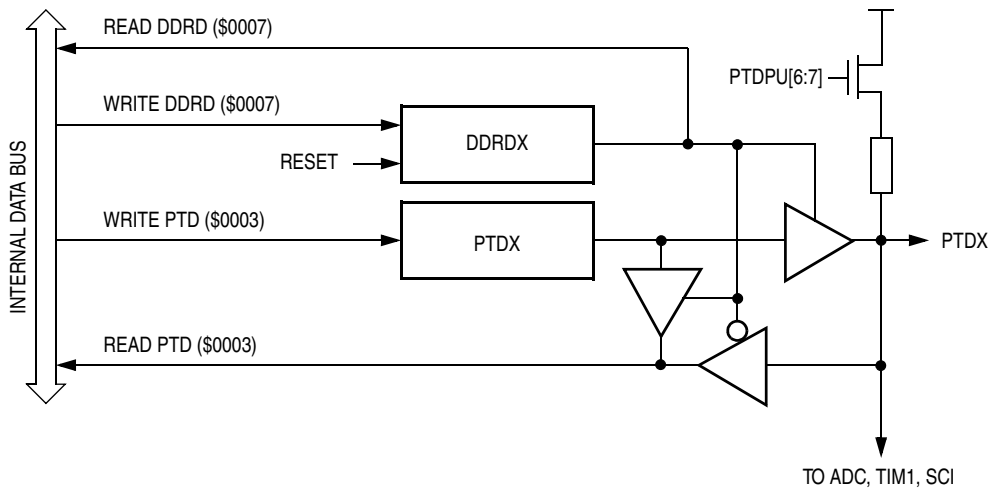 READ DDRD ($0007)
PTDPU[6:7]
WRITE DDRD ($0007)
DDRDX
RESET
INTERNAL DATA BUS
WRITE PTD ($0003)
PTDX
PTDX
READ PTD ($0003)
TO ADC, TIM1, SCI